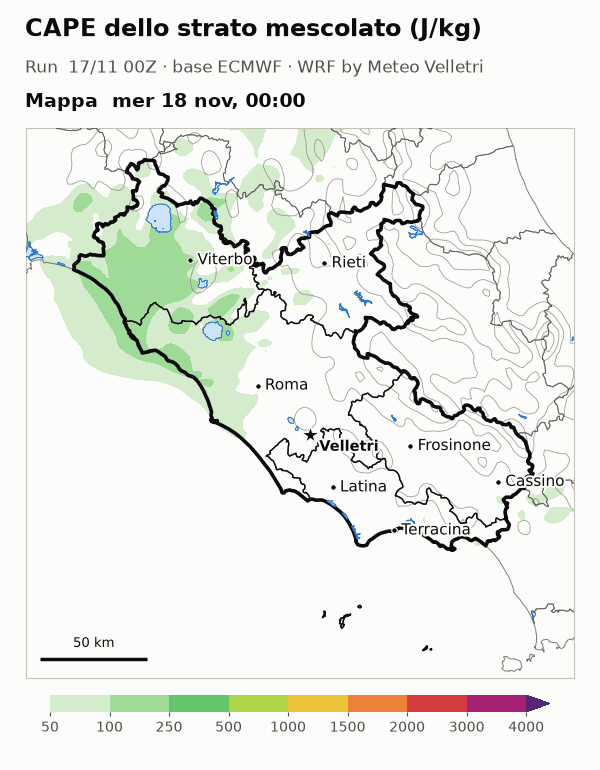 CAPE dello strato mescolato (J/kg)
Run  17/11 00Z · base ECMWF · WRF by Meteo Velletri
Mappa  mer 18 nov, 00:00
Viterbo
Rieti
Roma
Velletri
Frosinone
Latina
Cassino
Terracina
50 km
50 100 250 500 1000 1500 2000 3000 4000